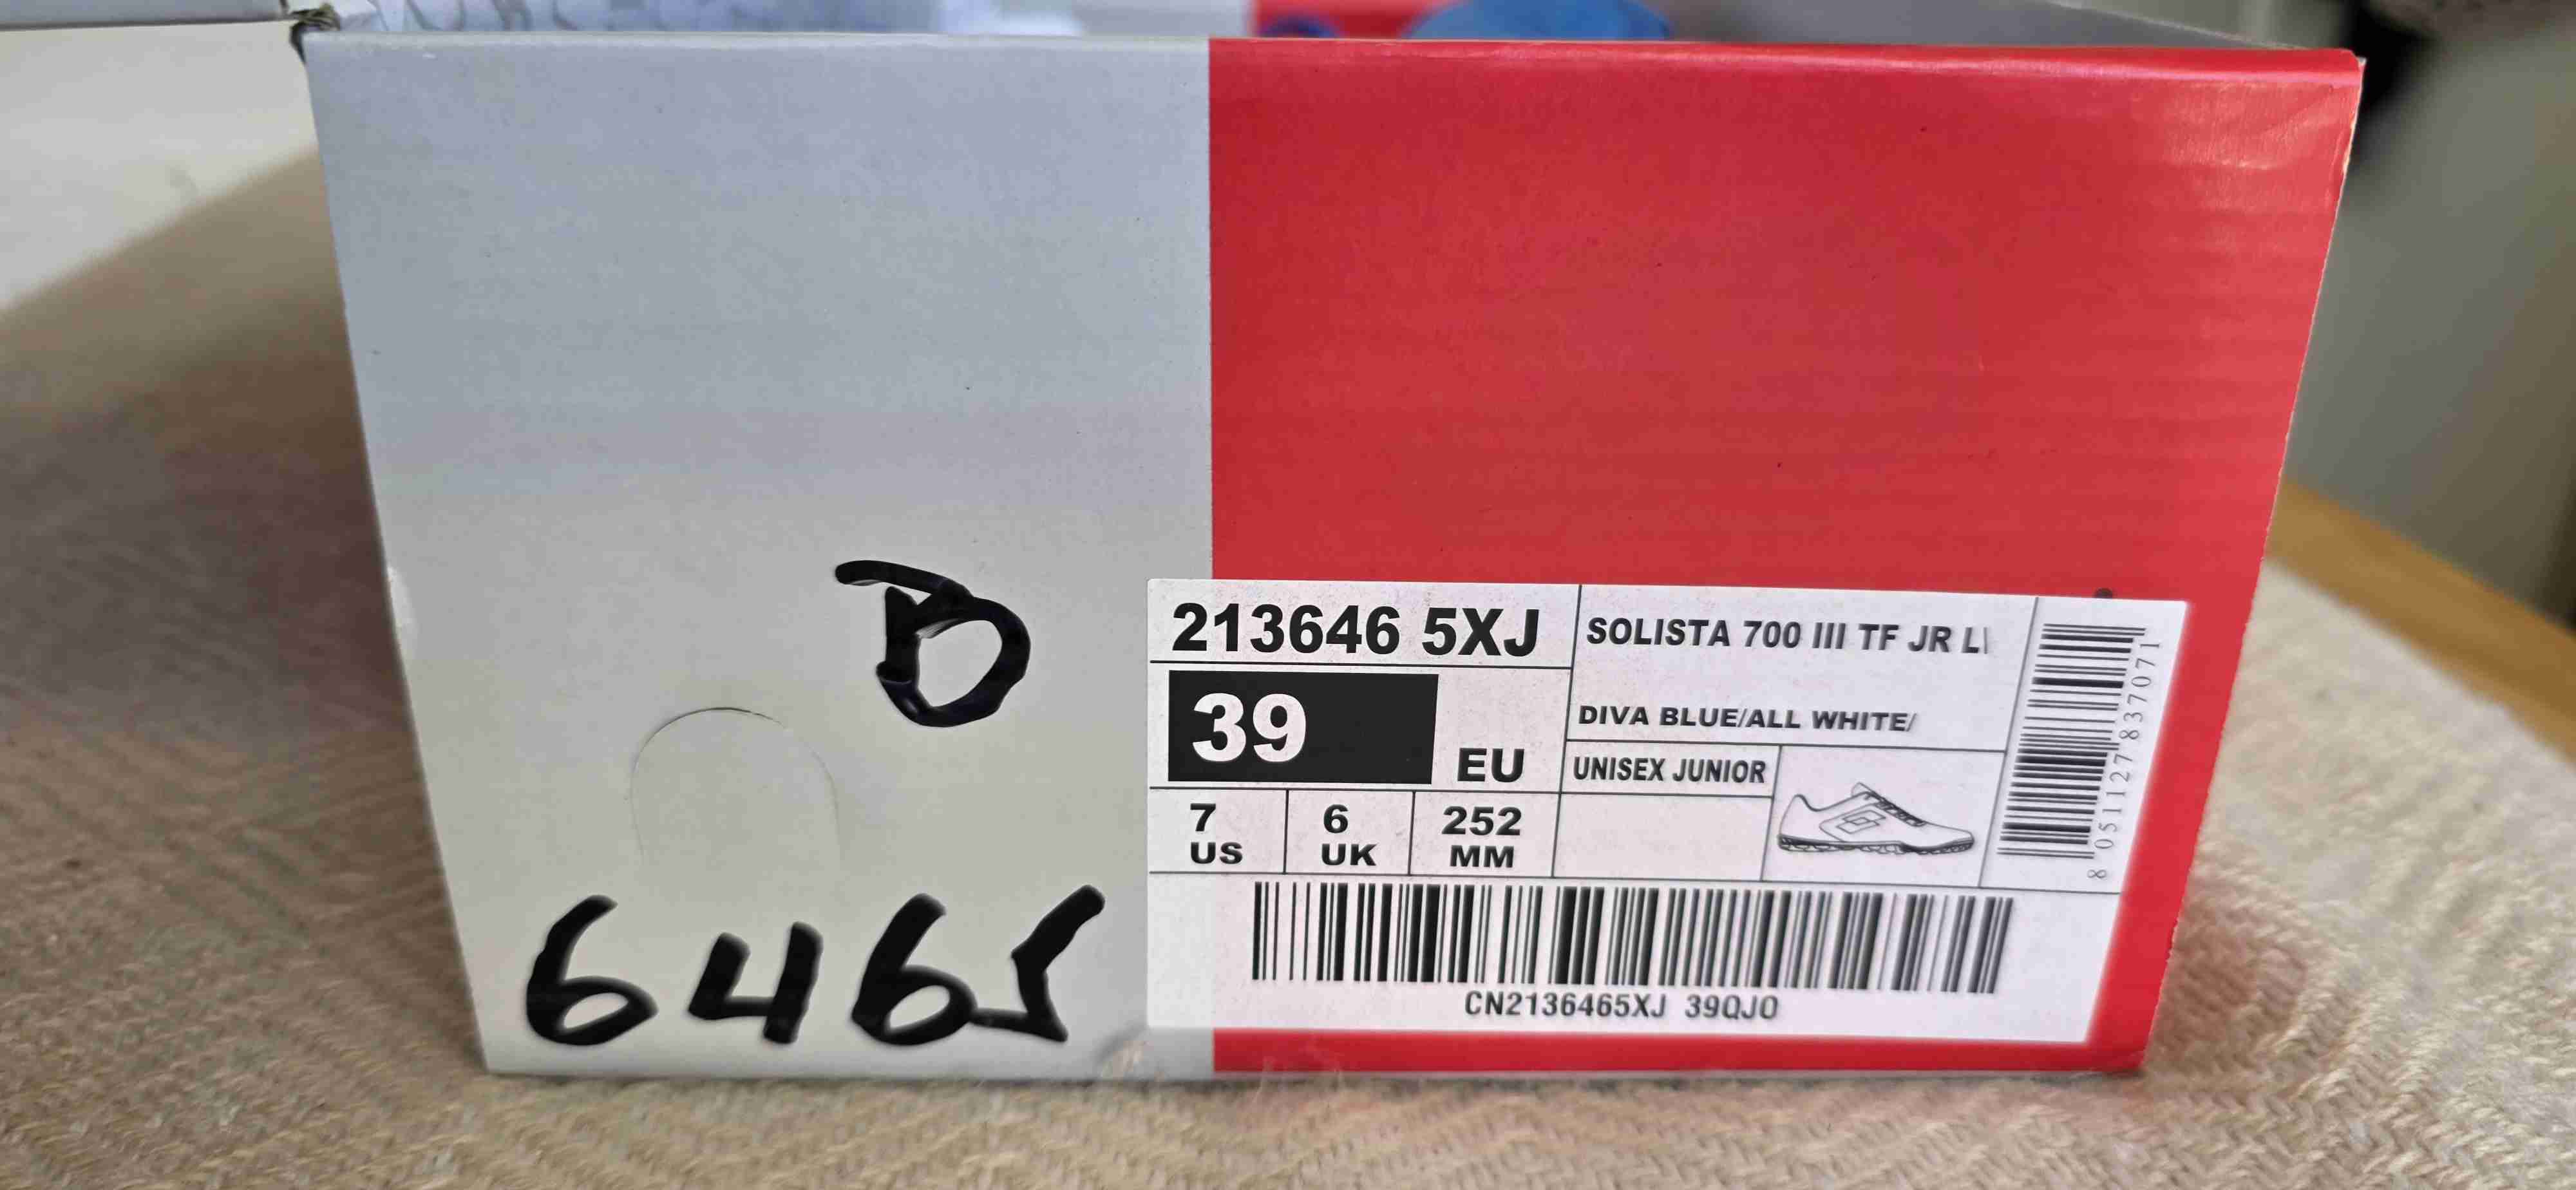 213646 5XJ
SOLISTA 700 III TF JR L
DIVA BLUE/ALL WHITE/
39 EU
UNISEX JUNIOR
7 US
6 UK
252 MM
8 051127 837071
CN2136465XJ 39QJ0
6465